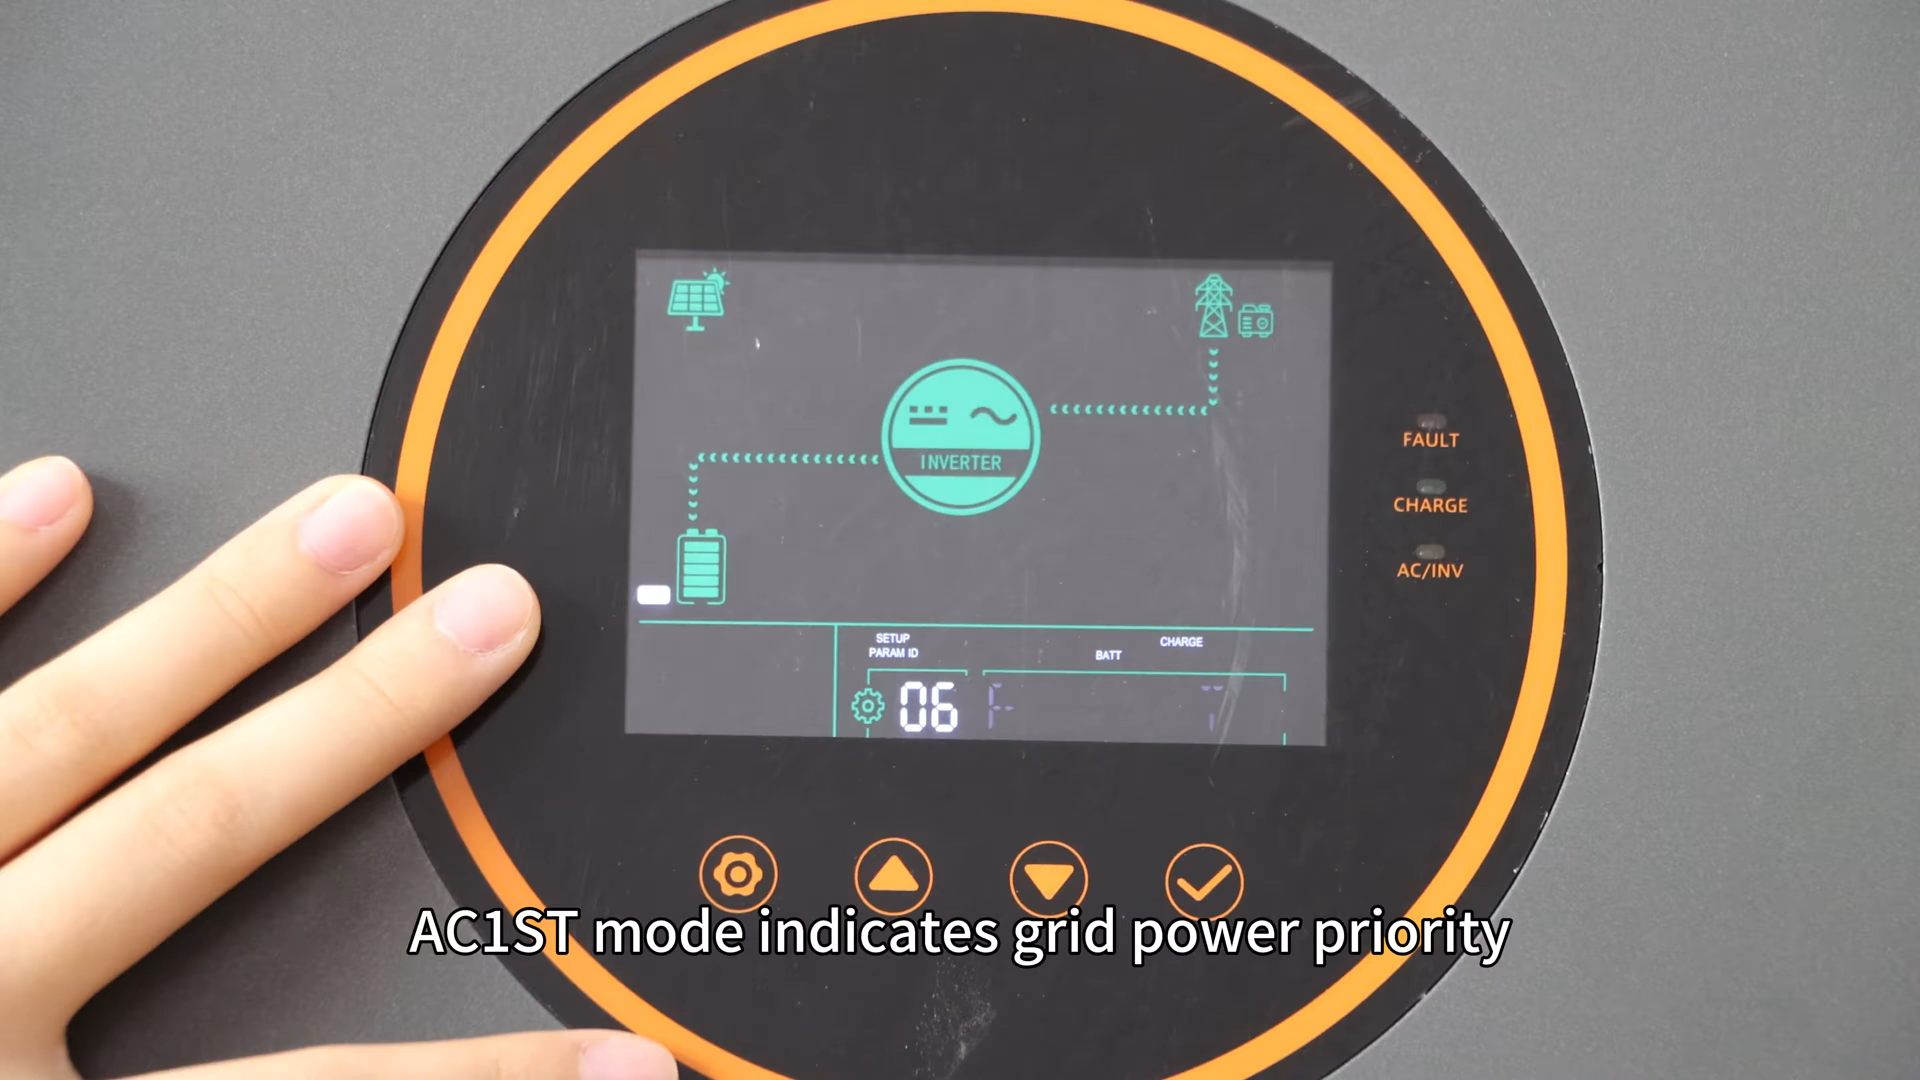 INVERTER
FAULT
CHARGE
AC/INV
SETUP
PARAM ID
BATT
CHARGE
06
AC1ST mode indicates grid power priority